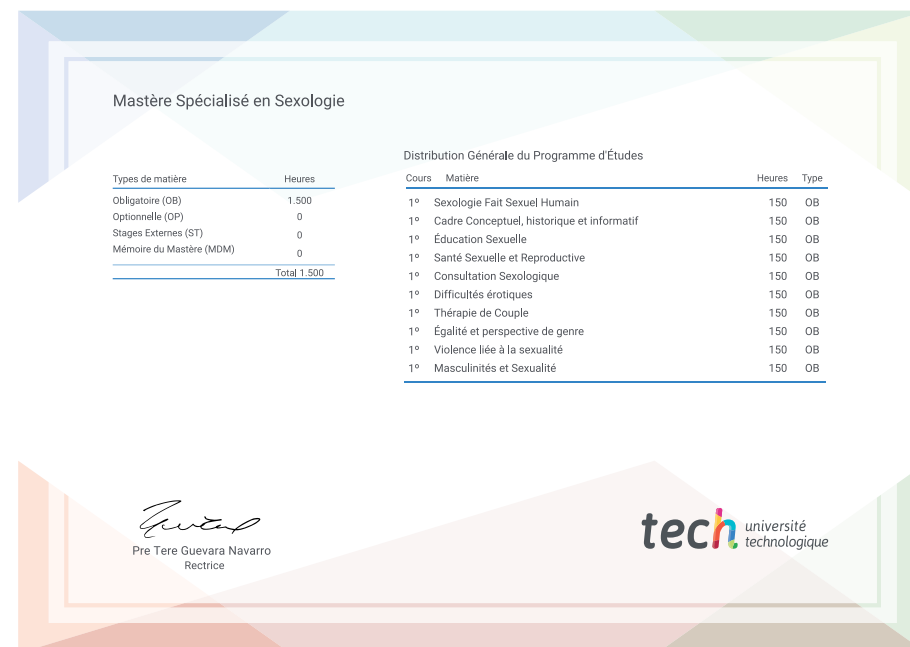 Mastère Spécialisé en Sexologie
Types de matière Heures
Obligatoire (OB) 1.500
Optionnelle (OP) 0
Stages Externes (ST) 0
Mémoire du Mastère (MDM) 0
Total 1.500
Distribution Générale du Programme d'Études
Cours Matière Heures Type
1º Sexologie Fait Sexuel Humain 150 OB
1º Cadre Conceptuel, historique et informatif 150 OB
1º Éducation Sexuelle 150 OB
1º Santé Sexuelle et Reproductive 150 OB
1º Consultation Sexologique 150 OB
1º Difficultés érotiques 150 OB
1º Thérapie de Couple 150 OB
1º Égalité et perspective de genre 150 OB
1º Violence liée à la sexualité 150 OB
1º Masculinités et Sexualité 150 OB
Pre Tere Guevara Navarro
Rectrice
tech université
technologique